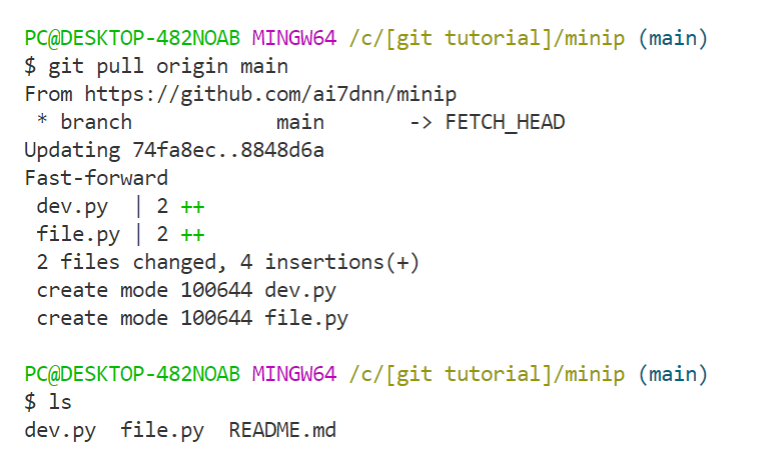 PC@DESKTOP-482NOAB MINGW64 /c/[git tutorial]/minip (main)
$ git pull origin main
From https://github.com/ai7dnn/minip
 * branch            main       -> FETCH_HEAD
Updating 74fa8ec..8848d6a
Fast-forward
 dev.py  | 2 ++
 file.py | 2 ++
 2 files changed, 4 insertions(+)
 create mode 100644 dev.py
 create mode 100644 file.py
PC@DESKTOP-482NOAB MINGW64 /c/[git tutorial]/minip (main)
$ ls
dev.py  file.py  README.md